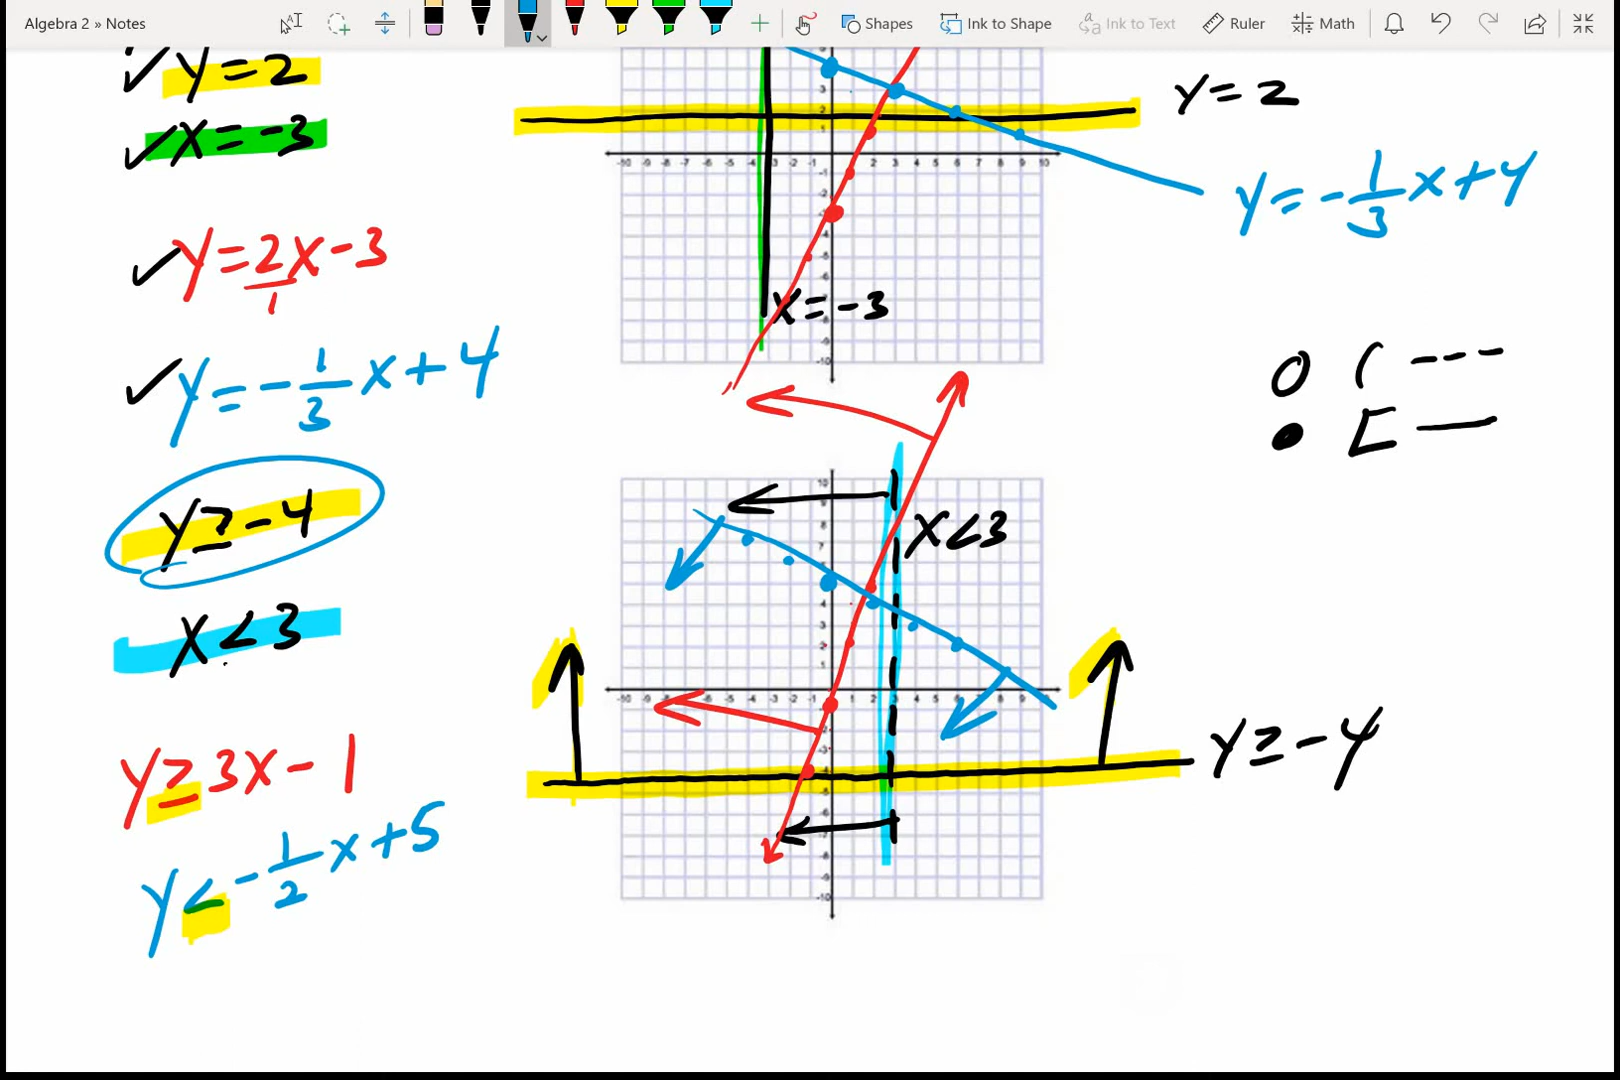 Algebra 2 » Notes
Shapes
Ink to Shape
Ink to Text
Ruler
Math
y=2
x=-3
y=2x-3
1
y=-1/3x+4
y≥-4
x<3
y≥3x-1
y≤-1/2x+5
y=2
y=-1/3x+4
x=-3
x<3
y≥-4
O ( ---
● [ —